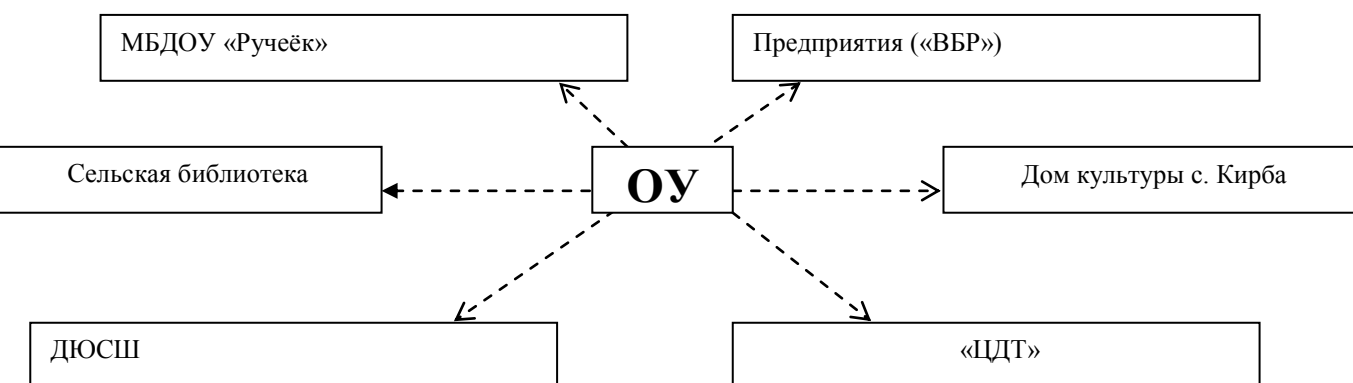 МБДОУ «Ручеёк»
Предприятия («ВБР»)
Сельская библиотека
ОУ
Дом культуры с. Кирба
ДЮСШ
«ЦДТ»